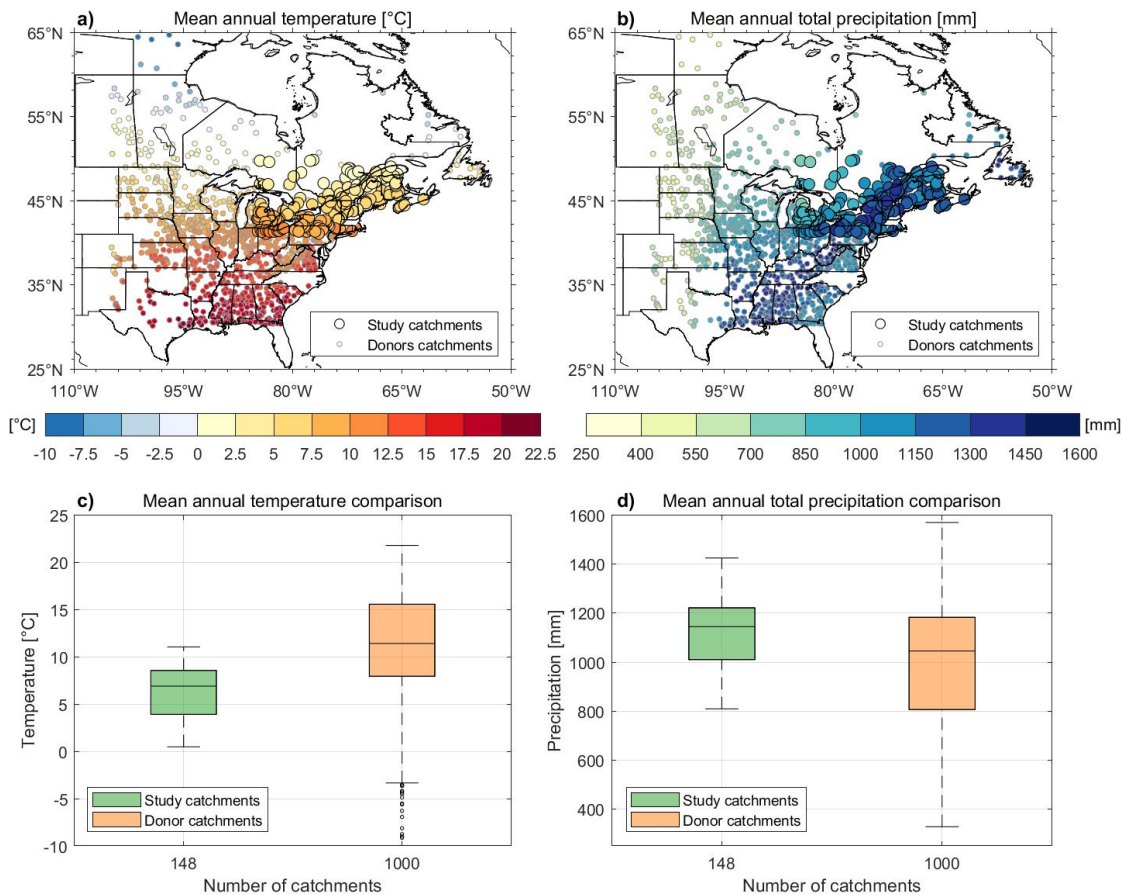 a) Mean annual temperature [°C]
65°N
55°N
45°N
35°N
25°N
110°W 95°W 80°W 65°W 50°W
Study catchments
Donors catchments
[°C]
-10 -7.5 -5 -2.5 0 2.5 5 7.5 10 12.5 15 17.5 20 22.5
b) Mean annual total precipitation [mm]
65°N
55°N
45°N
35°N
25°N
110°W 95°W 80°W 65°W 50°W
Study catchments
Donors catchments
[mm]
250 400 550 700 850 1000 1150 1300 1450 1600
c) Mean annual temperature comparison
25
20
15
10
5
0
-5
-10
Temperature [°C]
Study catchments
Donor catchments
148 1000
Number of catchments
d) Mean annual total precipitation comparison
1600
1400
1200
1000
800
600
400
Precipitation [mm]
Study catchments
Donor catchments
148 1000
Number of catchments